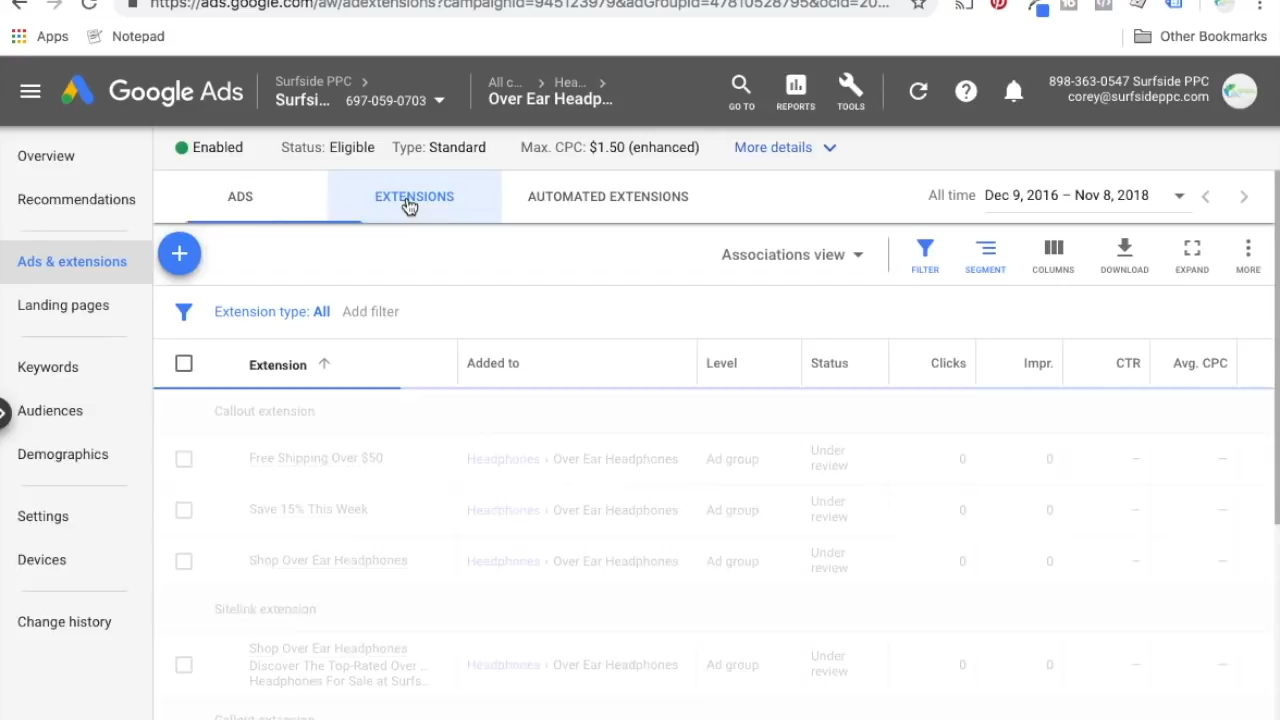 https://ads.google.com/aw/adextensions?campaignId=945123979&adGroupId=47810528795&ocid=20...
Apps
Notepad
Other Bookmarks
Google Ads
Surfside PPC >
Surfsi... 697-059-0703
All c... > Hea... >
Over Ear Headp...
GO TO
REPORTS
TOOLS
898-363-0547 Surfside PPC
corey@surfsideppc.com
Overview
Recommendations
Ads & extensions
Landing pages
Keywords
Audiences
Demographics
Settings
Devices
Change history
Enabled Status: Eligible Type: Standard Max. CPC: $1.50 (enhanced) More details
ADS EXTENSIONS AUTOMATED EXTENSIONS All time Dec 9, 2016 – Nov 8, 2018
+ Associations view
FILTER SEGMENT COLUMNS DOWNLOAD EXPAND MORE
Extension type: All Add filter
Extension ↑ Added to Level Status Clicks Impr. CTR Avg. CPC
Callout extension
Free Shipping Over $50 Headphones › Over Ear Headphones Ad group Under review 0 0 – –
Save 15% This Week Headphones › Over Ear Headphones Ad group Under review 0 0 – –
Shop Over Ear Headphones Headphones › Over Ear Headphones Ad group Under review 0 0 – –
Sitelink extension
Shop Over Ear Headphones
Discover The Top-Rated Over ...
Headphones For Sale at Surfs...
Headphones › Over Ear Headphones Ad group Under review 0 0 – –
Callout extension